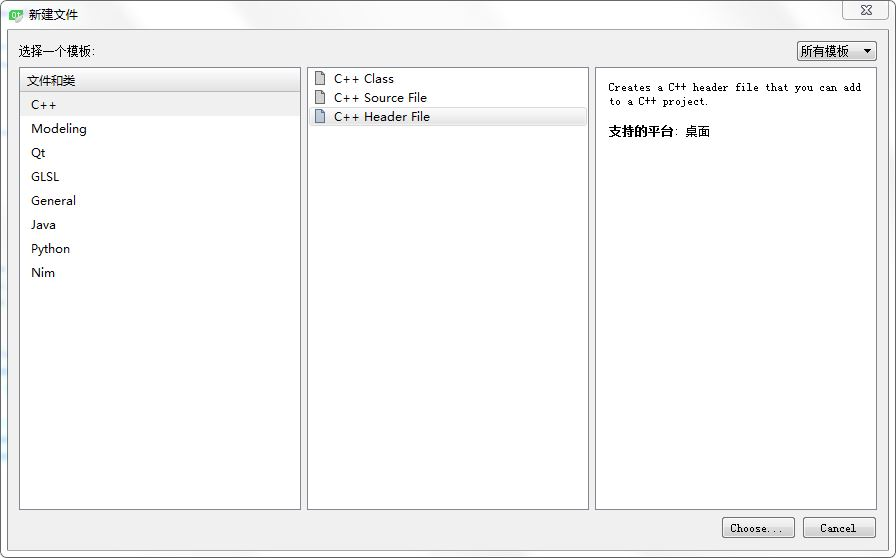 新建文件
选择一个模板:
所有模板
文件和类
C++
Modeling
Qt
GLSL
General
Java
Python
Nim
C++ Class
C++ Source File
C++ Header File
Creates a C++ header file that you can add
to a C++ project.
支持的平台: 桌面
Choose...
Cancel